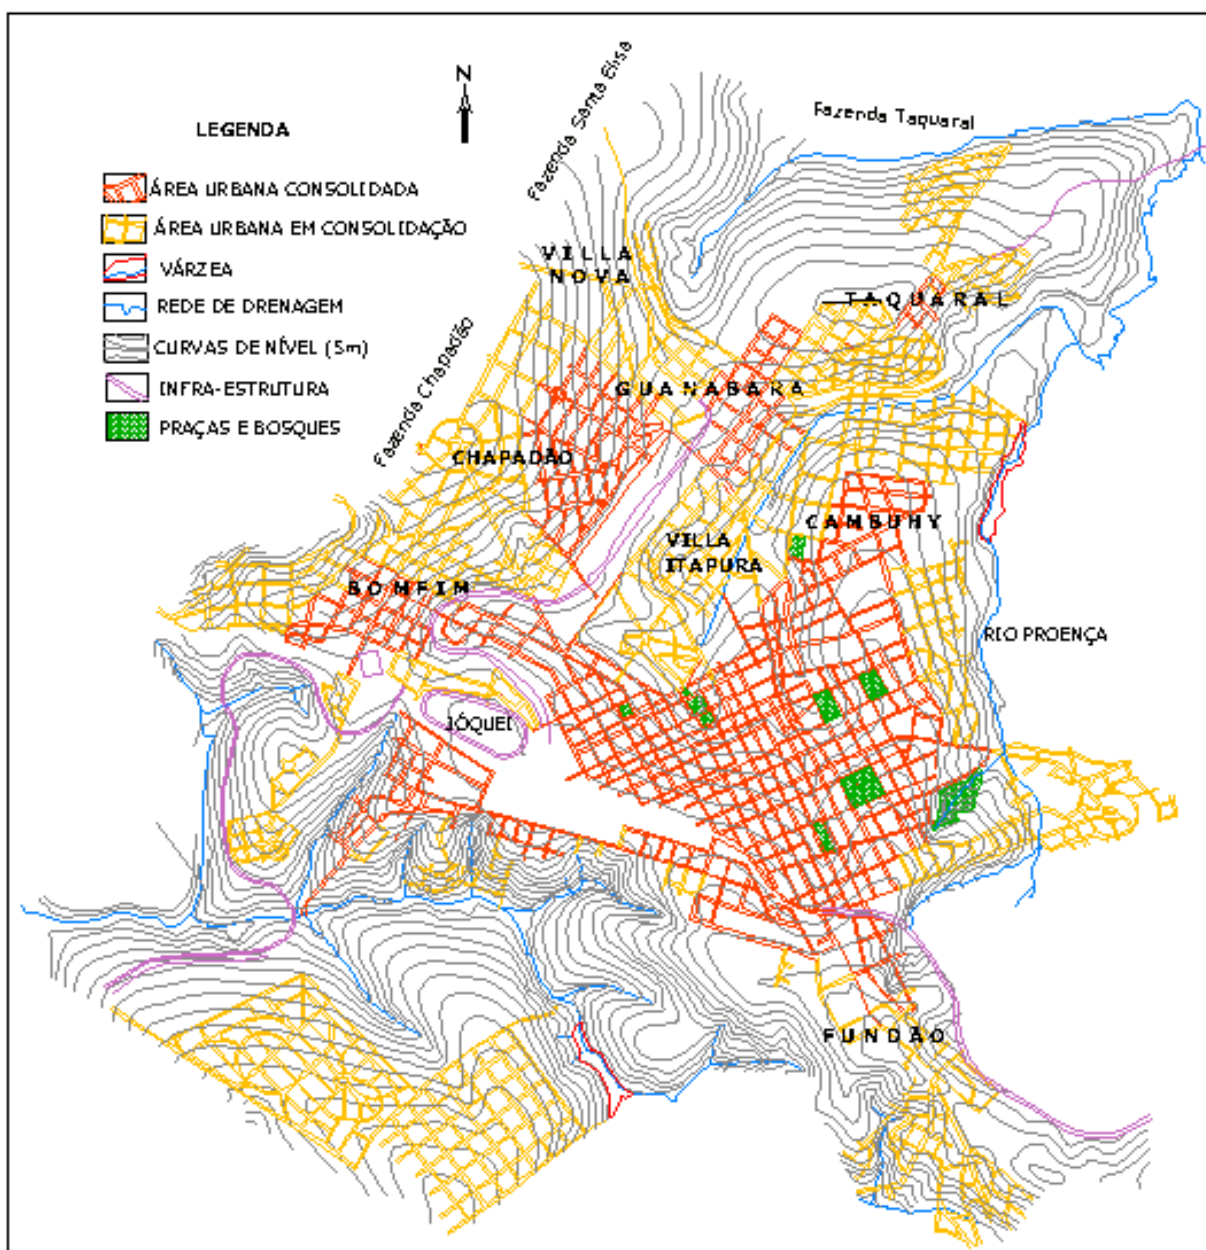 N
Fazenda Santa Elisa
Fazenda Taquaral
LEGENDA
ÁREA URBANA CONSOLIDADA
ÁREA URBANA EM CONSOLIDAÇÃO
VÁRZEA
REDE DE DRENAGEM
CURVAS DE NÍVEL (5m)
INFRA-ESTRUTURA
PRAÇAS E BOSQUES
VILLA
NOVA
TAQUARAL
Fazenda Chapadão
GUANABARA
CHAPADÃO
CAMBUHY
VILLA
ITAPURA
BOMFIM
RIO PROENÇA
JÓQUEI
FUNDÃO